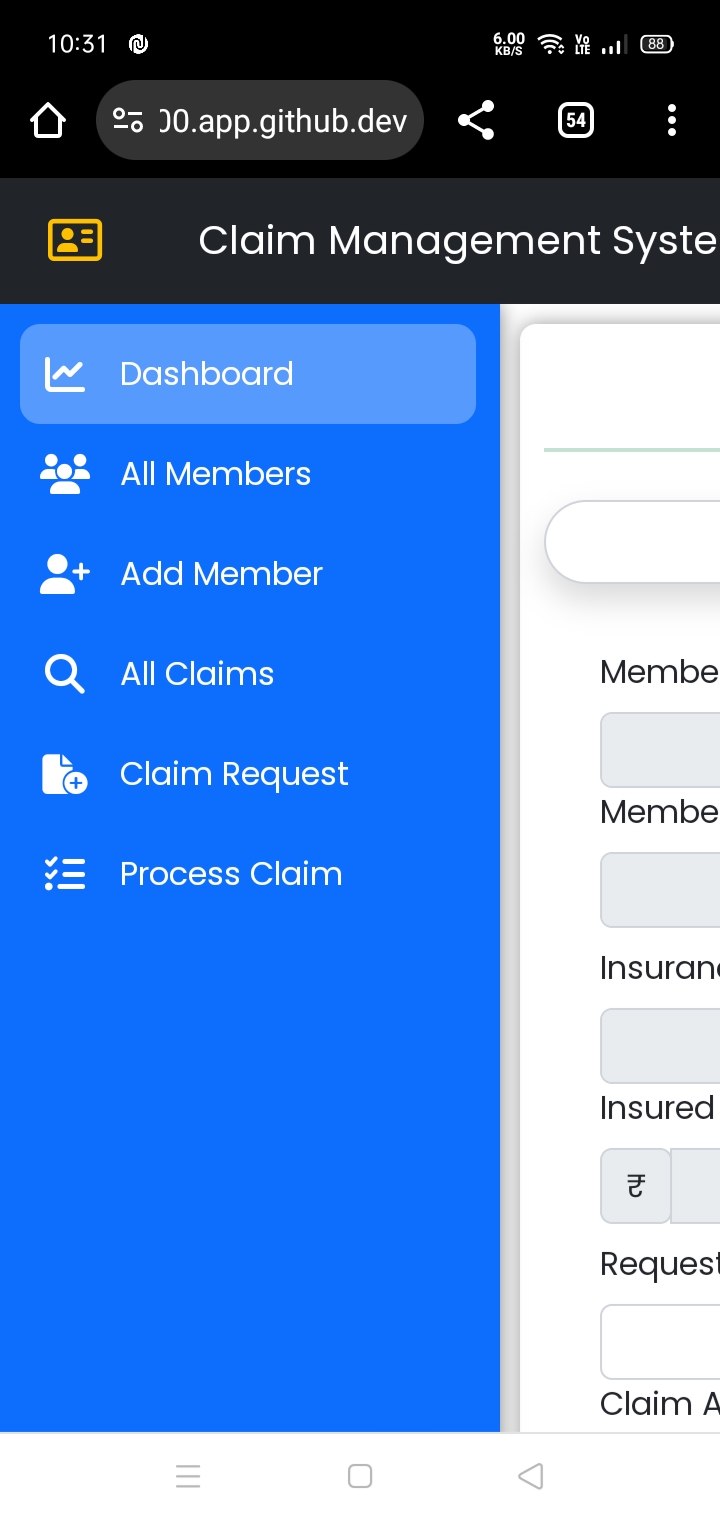 10:31
6.00
KB/S
Vo
LTE
88
00.app.github.dev
54
Claim Management Syste
Dashboard
All Members
Add Member
All Claims
Claim Request
Process Claim
Membe
Membe
Insuran
Insured
₹
Request
Claim A